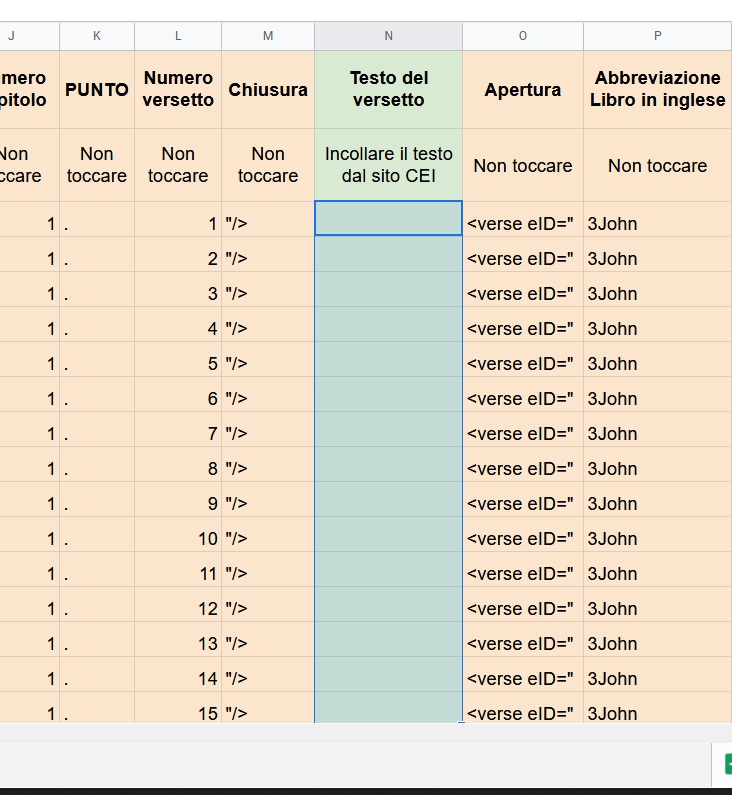 J K L M N O P
mero
pitolo PUNTO Numero
versetto Chiusura Testo del
versetto Apertura Abbreviazione
Libro in inglese
Non
ccare Non
toccare Non
toccare Non
toccare Incollare il testo
dal sito CEI Non toccare Non toccare
1 . 1 "/> <verse eID=" 3John
1 . 2 "/> <verse eID=" 3John
1 . 3 "/> <verse eID=" 3John
1 . 4 "/> <verse eID=" 3John
1 . 5 "/> <verse eID=" 3John
1 . 6 "/> <verse eID=" 3John
1 . 7 "/> <verse eID=" 3John
1 . 8 "/> <verse eID=" 3John
1 . 9 "/> <verse eID=" 3John
1 . 10 "/> <verse eID=" 3John
1 . 11 "/> <verse eID=" 3John
1 . 12 "/> <verse eID=" 3John
1 . 13 "/> <verse eID=" 3John
1 . 14 "/> <verse eID=" 3John
1 . 15 "/> <verse eID=" 3John